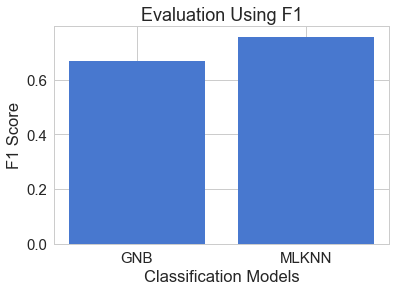 Evaluation Using F1
F1 Score
0.6
0.4
0.2
0.0
GNB MLKNN
Classification Models